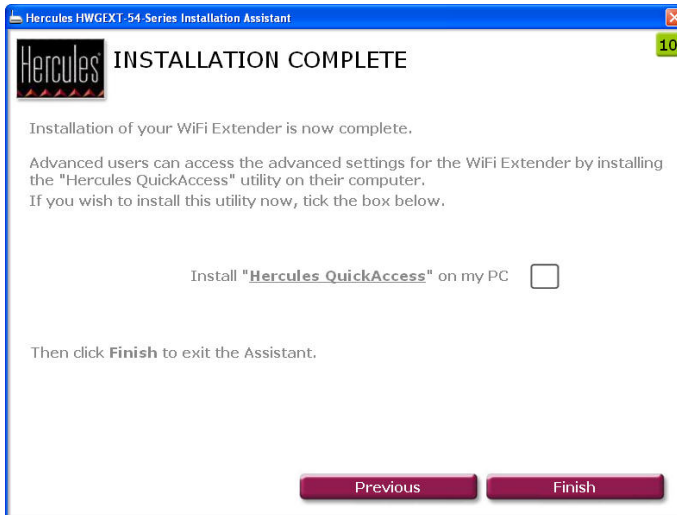 Hercules HWGEXT-54-Series Installation Assistant
10
Hercules
INSTALLATION COMPLETE
Installation of your WiFi Extender is now complete.
Advanced users can access the advanced settings for the WiFi Extender by installing
the "Hercules QuickAccess" utility on their computer.
If you wish to install this utility now, tick the box below.
Install "Hercules QuickAccess" on my PC
Then click Finish to exit the Assistant.
Previous
Finish